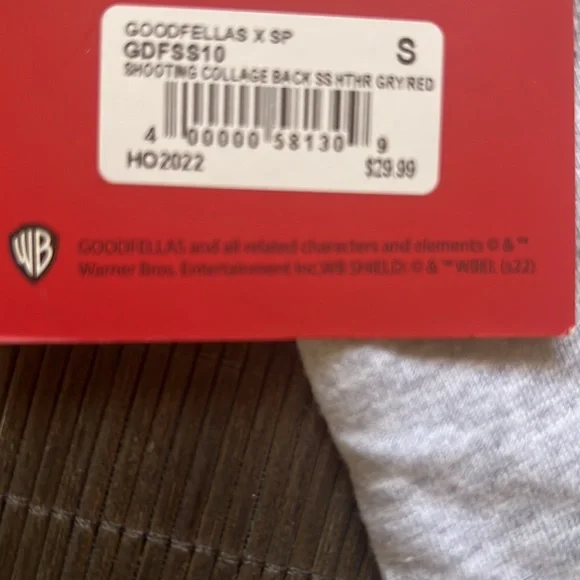 GOODFELLAS X SP
GDFSS10
S
SHOOTING COLLAGE BACK SS HTHR GRY/RED
4 00000 58130 9
HO2022
$29.99
WB
GOODFELLAS and all related characters and elements © & ™
Warner Bros. Entertainment Inc. WB SHIELD: © & ™ WBEI. (s22)